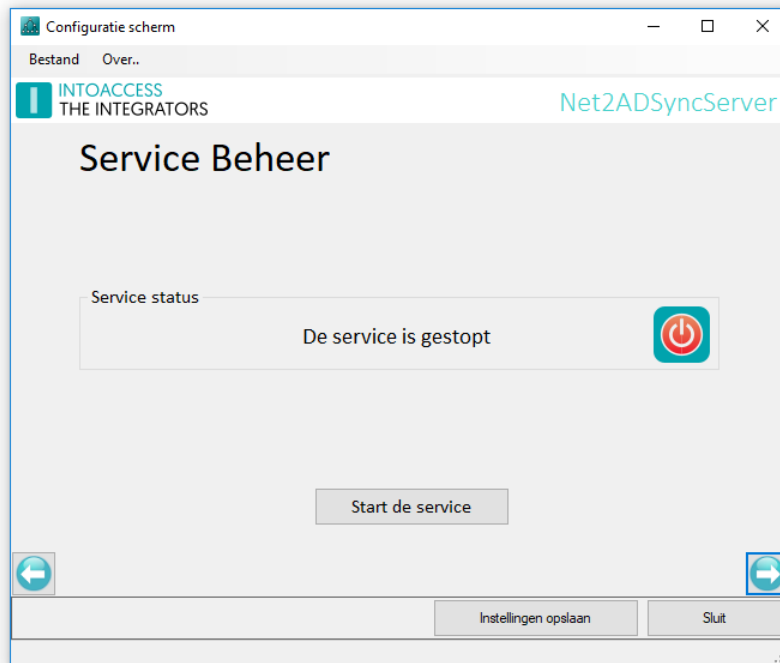 Configuratie scherm
Bestand Over..
INTOACCESS
THE INTEGRATORS
Net2ADSyncServer
Service Beheer
Service status
De service is gestopt
Start de service
Instellingen opslaan Sluit